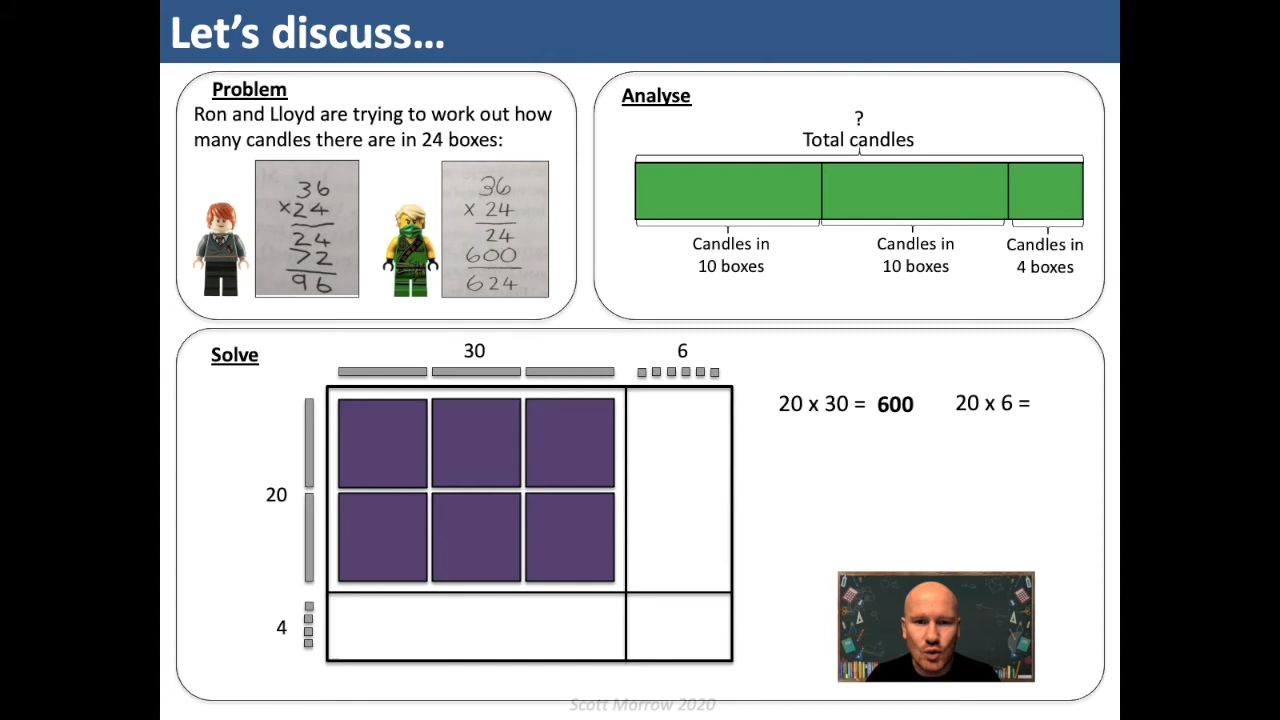 Let's discuss...
Problem
Ron and Lloyd are trying to work out how
many candles there are in 24 boxes:
36
×24
24
72
96
36
x 24
24
600
624
Analyse
?
Total candles
Candles in
10 boxes
Candles in
10 boxes
Candles in
4 boxes
Solve
30
6
20
4
20 x 30 = 600
20 x 6 =
Scott Morrow 2020